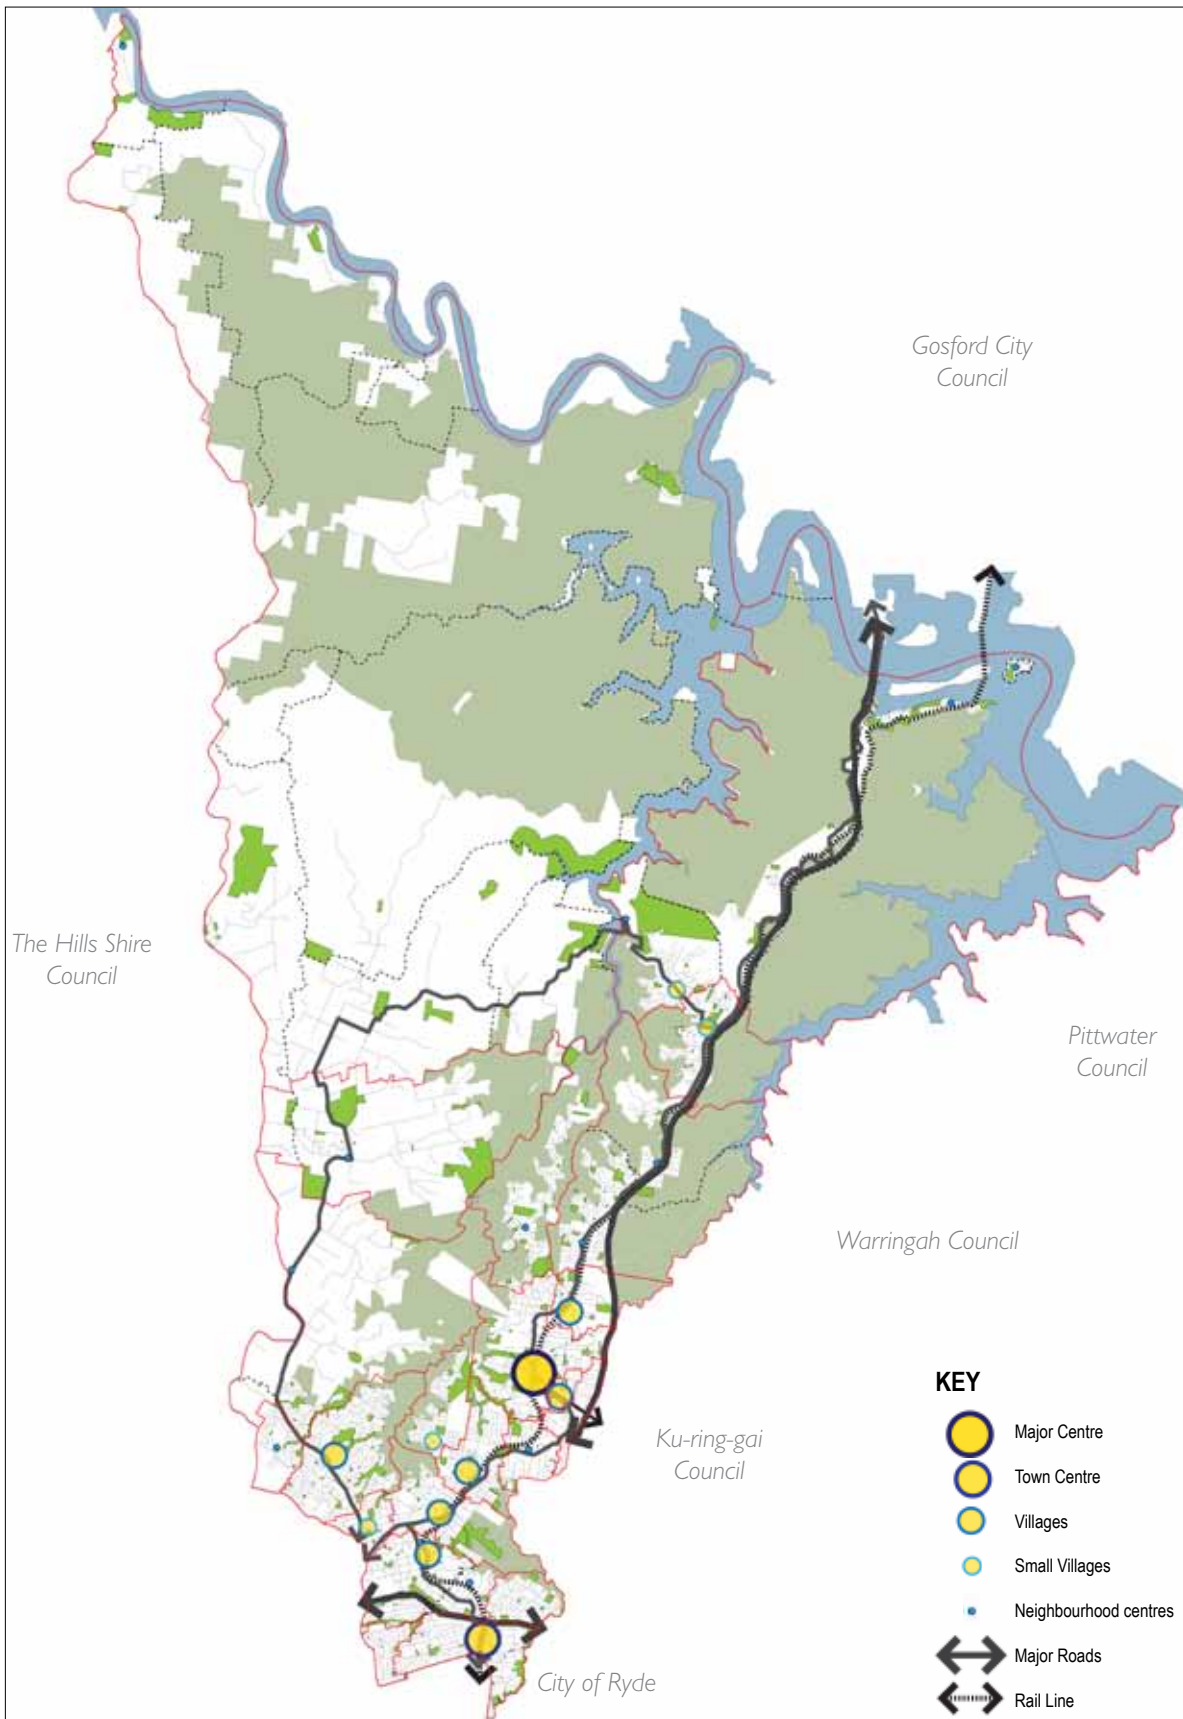 Gosford City
Council
The Hills Shire
Council
Pittwater
Council
Warringah Council
Ku-ring-gai
Council
City of Ryde
KEY
Major Centre
Town Centre
Villages
Small Villages
Neighbourhood centres
Major Roads
Rail Line